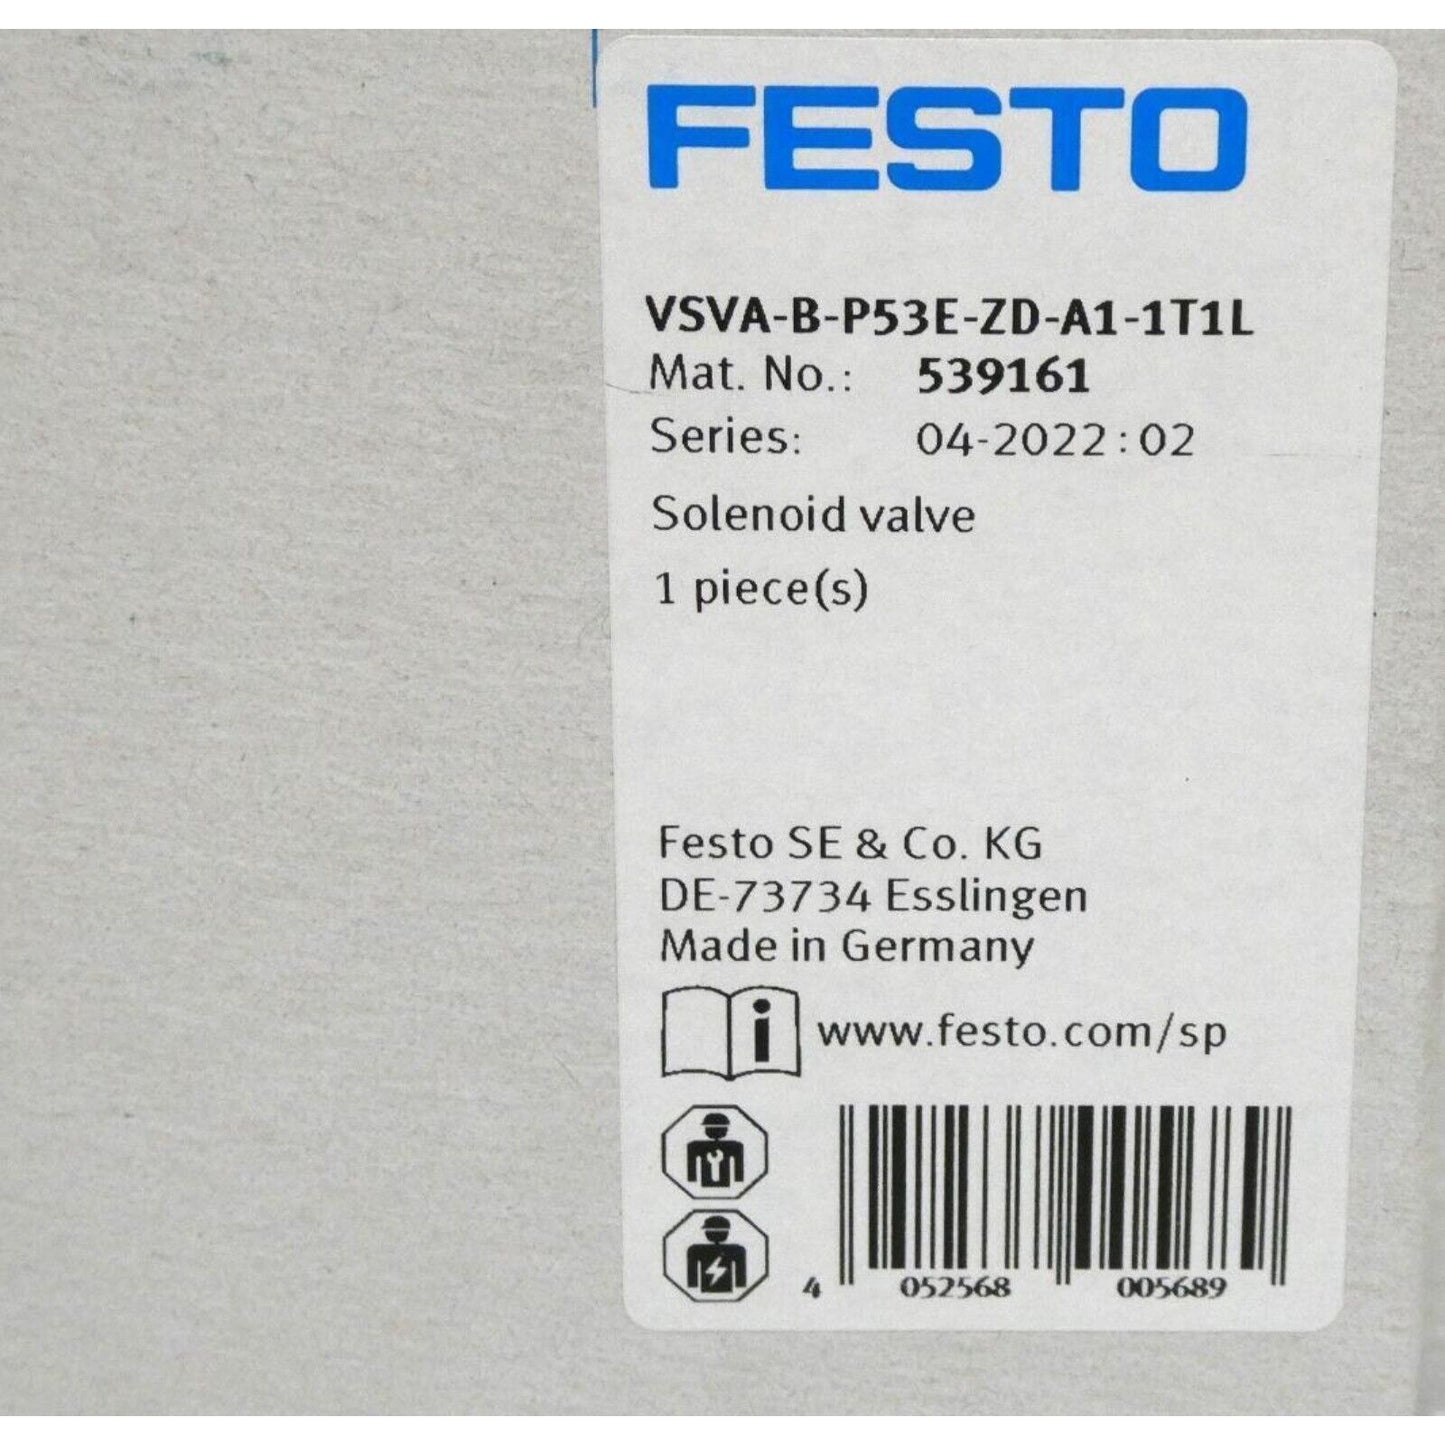 FESTO
VSVA-B-P53E-ZD-A1-1T1L
Mat. No.: 539161
Series: 04-2022:02
Solenoid valve
1 piece(s)
Festo SE & Co. KG
DE-73734 Esslingen
Made in Germany
i www.festo.com/sp
4 052568 005689